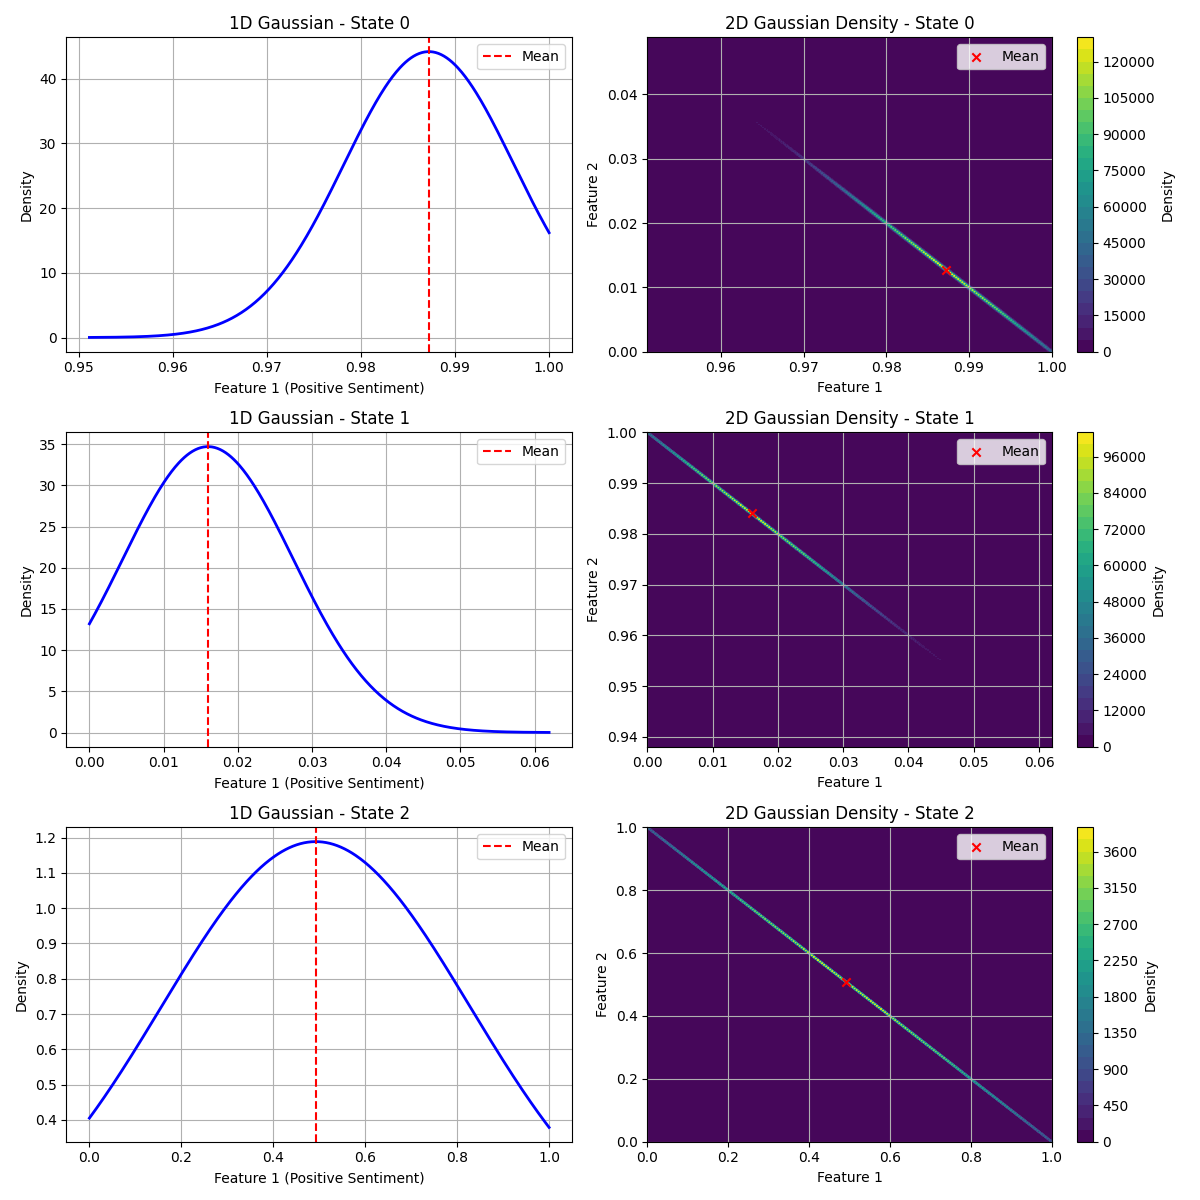 1D Gaussian - State 0
Mean
Density
40
30
20
10
0
0.95 0.96 0.97 0.98 0.99 1.00
Feature 1 (Positive Sentiment)
2D Gaussian Density - State 0
Mean
Feature 2
0.04
0.03
0.02
0.01
0.00
0.96 0.97 0.98 0.99 1.00
Feature 1
120000
105000
90000
75000
60000
45000
30000
15000
0
Density
1D Gaussian - State 1
Mean
Density
35
30
25
20
15
10
5
0
0.00 0.01 0.02 0.03 0.04 0.05 0.06
Feature 1 (Positive Sentiment)
2D Gaussian Density - State 1
Mean
Feature 2
1.00
0.99
0.98
0.97
0.96
0.95
0.94
0.00 0.01 0.02 0.03 0.04 0.05 0.06
Feature 1
96000
84000
72000
60000
48000
36000
24000
12000
0
Density
1D Gaussian - State 2
Mean
Density
1.2
1.1
1.0
0.9
0.8
0.7
0.6
0.5
0.4
0.0 0.2 0.4 0.6 0.8 1.0
Feature 1 (Positive Sentiment)
2D Gaussian Density - State 2
Mean
Feature 2
1.0
0.8
0.6
0.4
0.2
0.0
0.0 0.2 0.4 0.6 0.8 1.0
Feature 1
3600
3150
2700
2250
1800
1350
900
450
0
Density